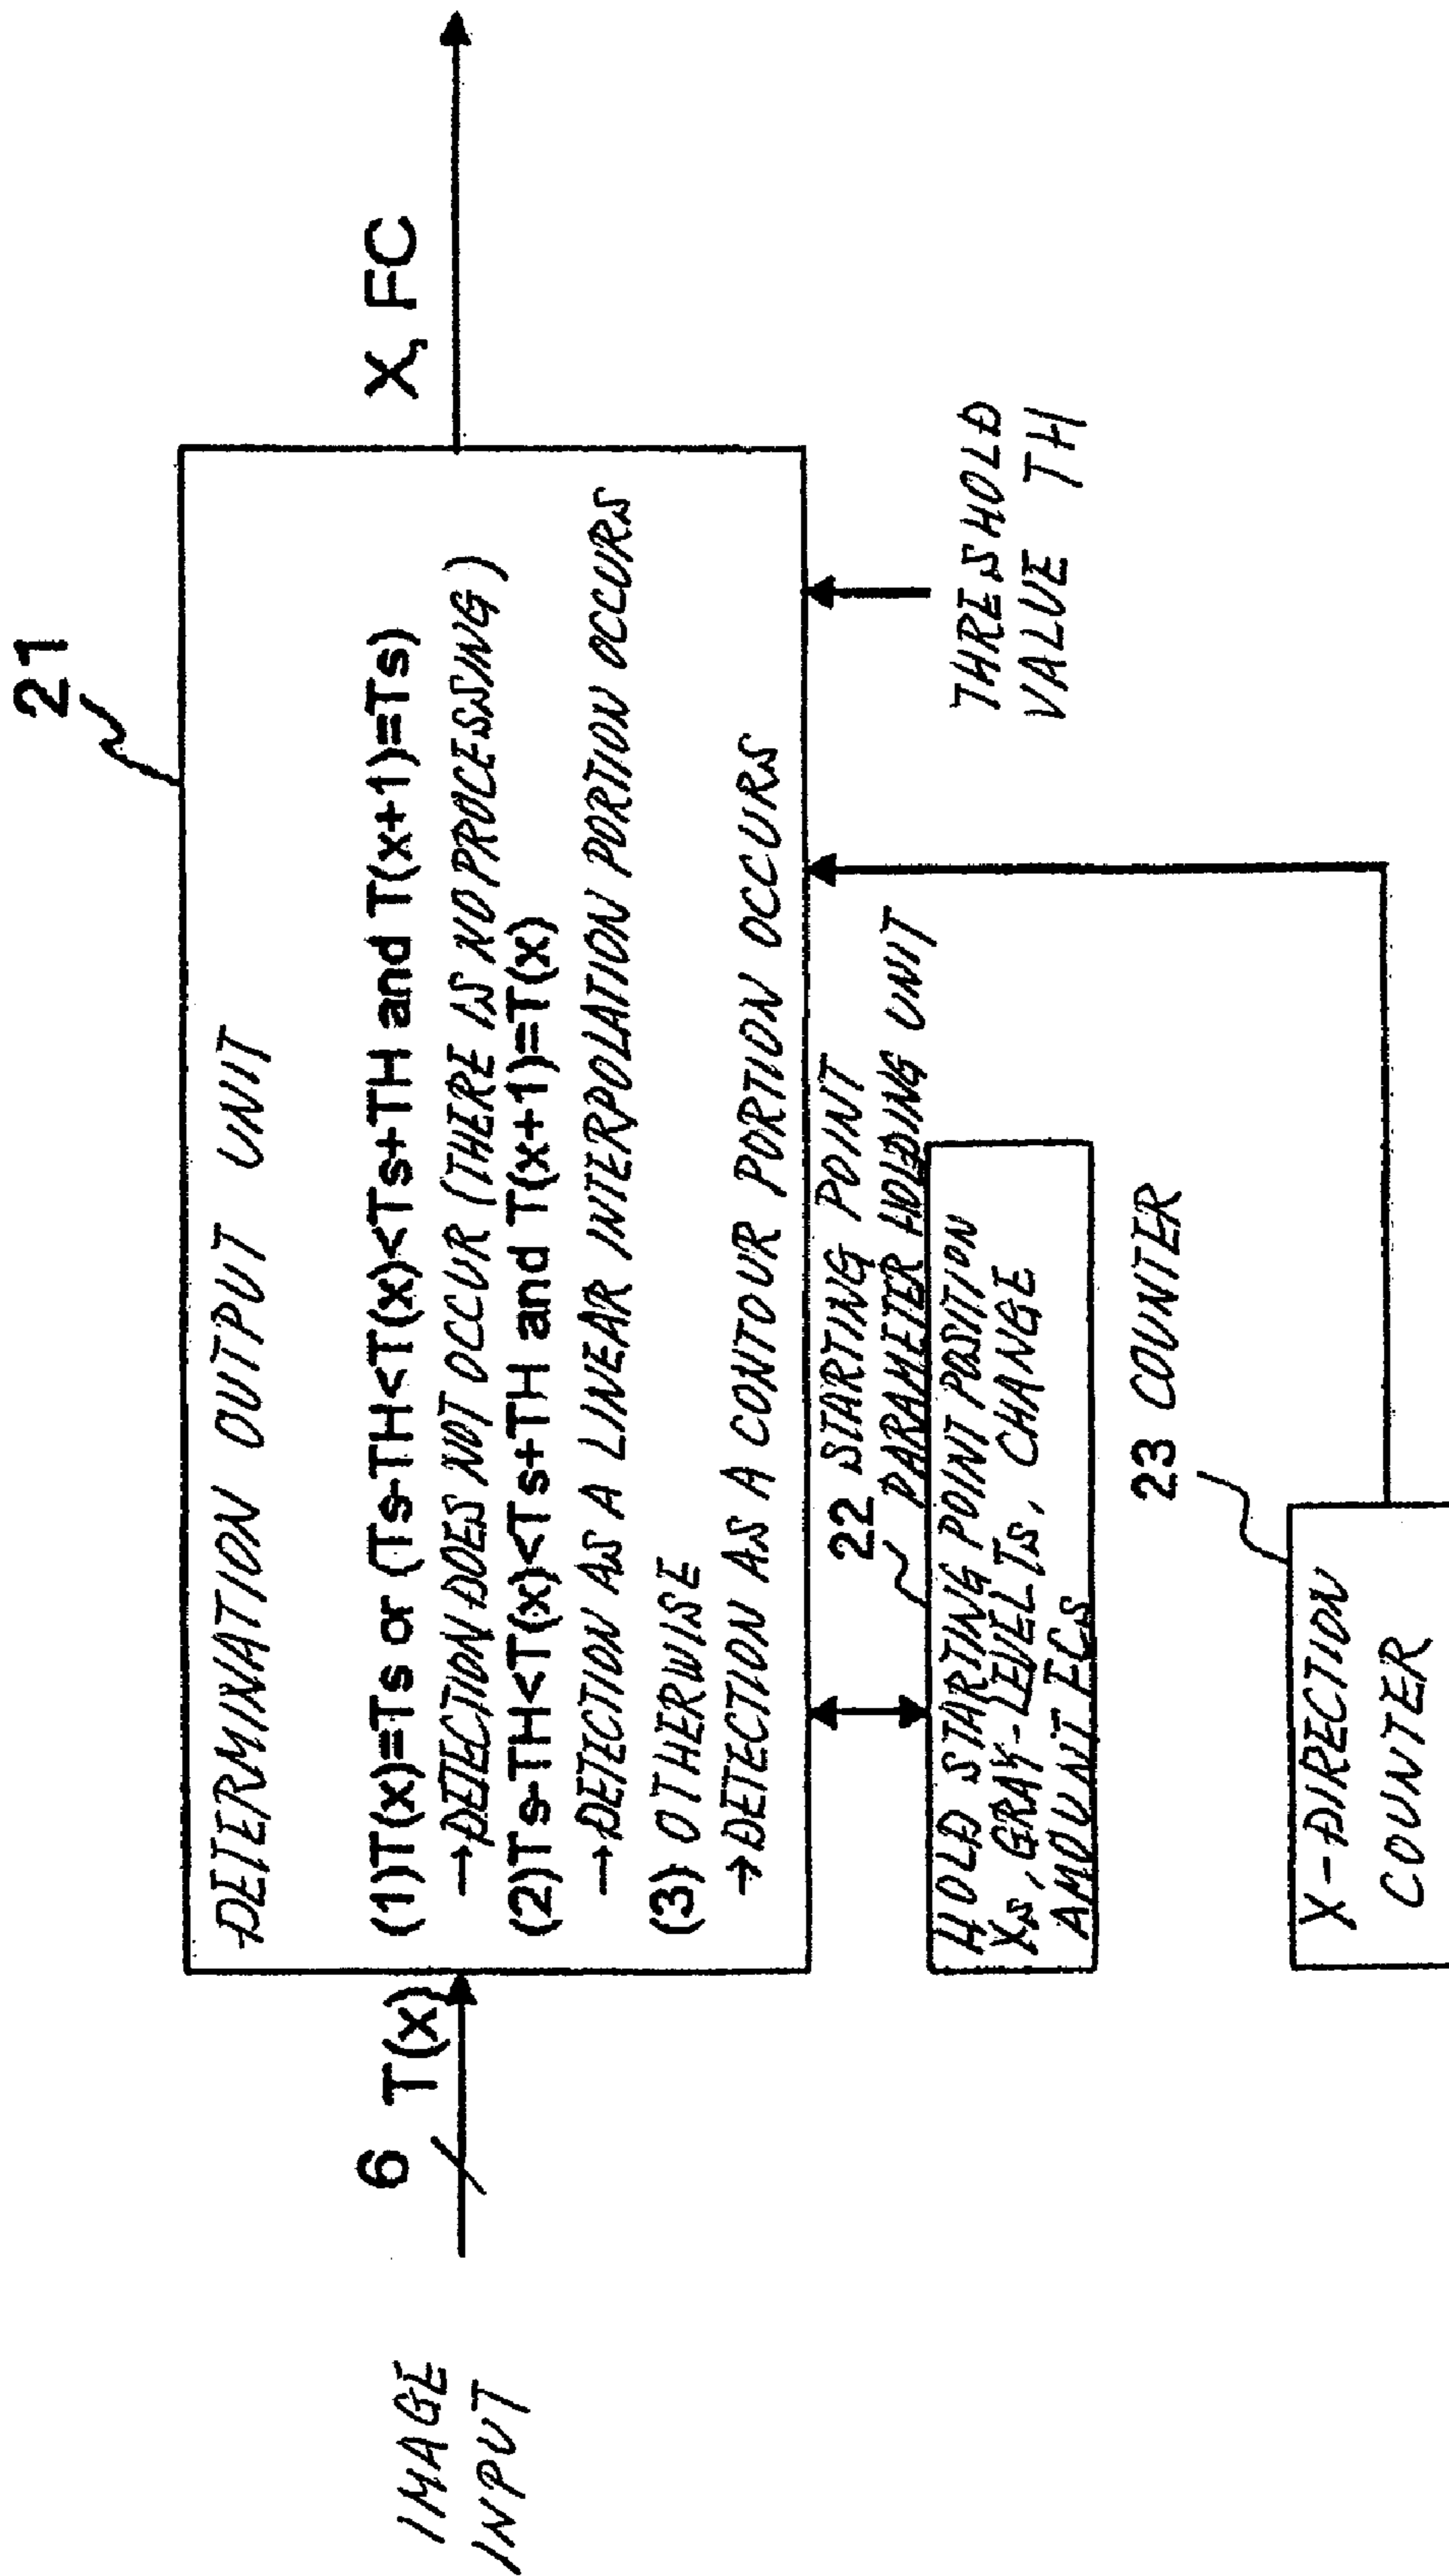 21
DETERMINATION OUTPUT UNIT
(1)T(x)=Ts or (Ts-TH<T(x)<Ts+TH and T(x+1)=Ts)
→DETECTION DOES NOT OCCUR (THERE IS NO PROCESSING)
(2)Ts-TH<T(x)<Ts+TH and T(x+1)=T(x)
→DETECTION AS A LINEAR INTERPOLATION PORTION OCCURS
(3) OTHERWISE
→DETECTION AS A CONTOUR PORTION OCCURS
IMAGE
INPUT
6 T(x)
X, FC
THRESHOLD
VALUE TH
22 STARTING POINT
PARAMETER HOLDING UNIT
HOLD STARTING POINT POSITION
Xs, GRAY-LEVEL Ts, CHANGE
AMOUNT FCs
23 COUNTER
X-DIRECTION
COUNTER